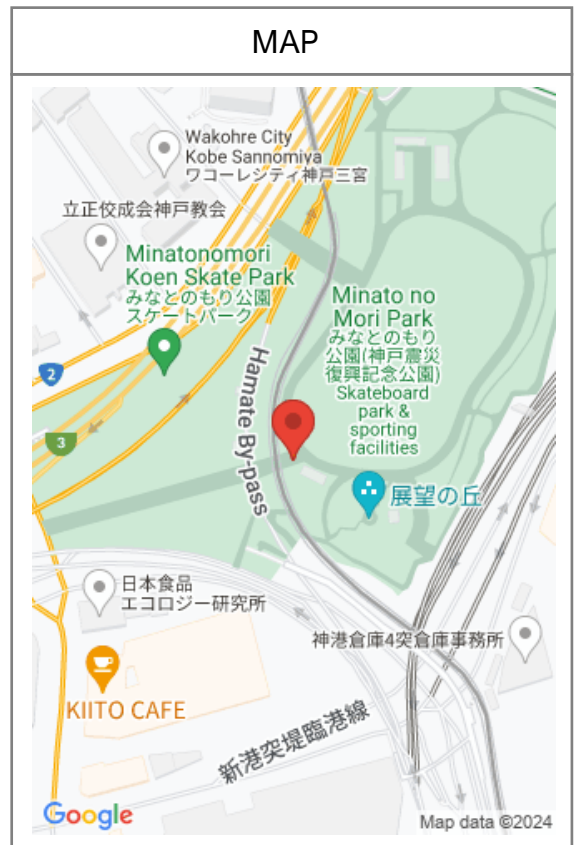 MAP
Wakohre City
Kobe Sannomiya
ワコーレシティ神戸三宮
立正佼成会神戸教会
Minatonomori
Koen Skate Park
みなとのもり公園
スケートパーク
Minato no
Mori Park
みなとのもり
公園(神戸震災
復興記念公園)
Skateboard
park &
sporting
facilities
2
Hamate By-pass
3
展望の丘
日本食品
エコロジー研究所
神港倉庫4突倉庫事務所
KIITO CAFE
新港突堤臨港線
Google
Map data ©2024